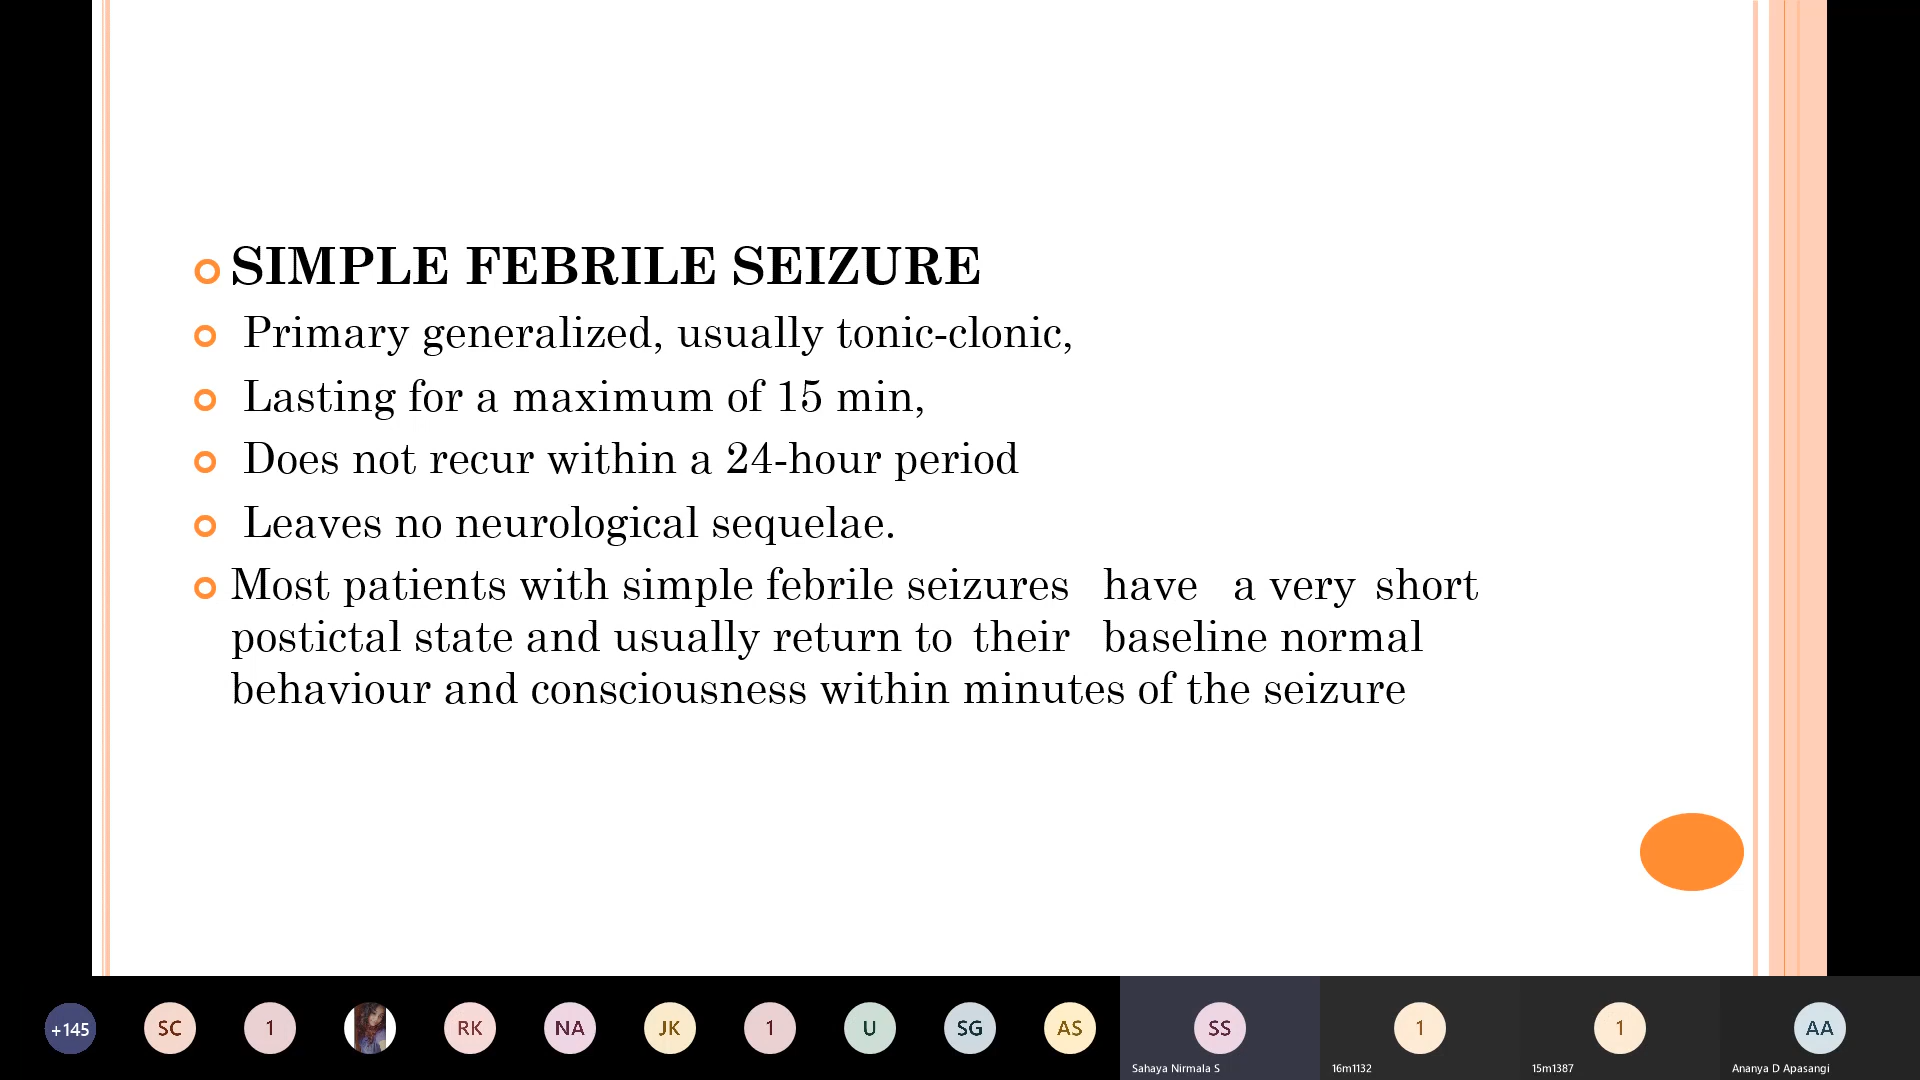 SIMPLE FEBRILE SEIZURE
Primary generalized, usually tonic-clonic,
Lasting for a maximum of 15 min,
Does not recur within a 24-hour period
Leaves no neurological sequelae.
Most patients with simple febrile seizures have a very short
postictal state and usually return to their baseline normal
behaviour and consciousness within minutes of the seizure
+145 SC 1 RK NA JK 1 U SG AS SS 1 1 AA
Sahaya Nirmala S 16m1132 15m1387 Ananya D Apasangi